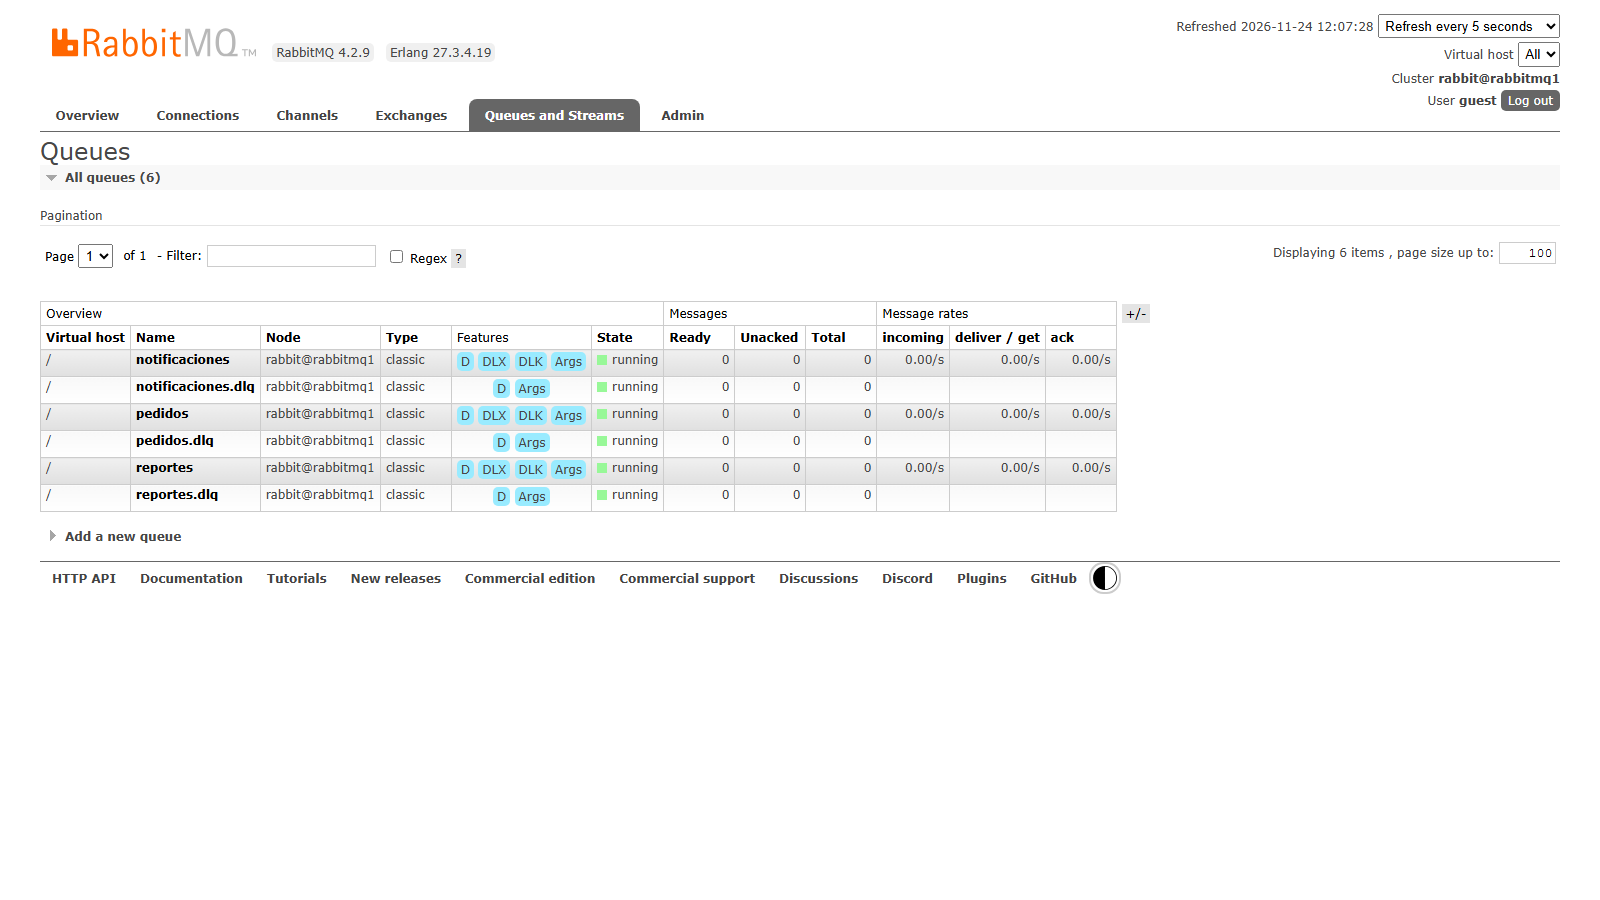 RabbitMQ TM RabbitMQ 4.2.9 Erlang 27.3.4.19
Refreshed 2026-11-24 12:07:28 Refresh every 5 seconds
Virtual host All
Cluster rabbit@rabbitmq1
User guest Log out
Overview Connections Channels Exchanges Queues and Streams Admin
Queues
All queues (6)
Pagination
Page 1 of 1 - Filter: Regex ?
Displaying 6 items , page size up to: 100
Overview Messages Message rates +/-
Virtual host Name Node Type Features State Ready Unacked Total incoming deliver / get ack
/ notificaciones rabbit@rabbitmq1 classic D DLX DLK Args running 0 0 0 0.00/s 0.00/s 0.00/s
/ notificaciones.dlq rabbit@rabbitmq1 classic D Args running 0 0 0
/ pedidos rabbit@rabbitmq1 classic D DLX DLK Args running 0 0 0 0.00/s 0.00/s 0.00/s
/ pedidos.dlq rabbit@rabbitmq1 classic D Args running 0 0 0
/ reportes rabbit@rabbitmq1 classic D DLX DLK Args running 0 0 0 0.00/s 0.00/s 0.00/s
/ reportes.dlq rabbit@rabbitmq1 classic D Args running 0 0 0
Add a new queue
HTTP API Documentation Tutorials New releases Commercial edition Commercial support Discussions Discord Plugins GitHub